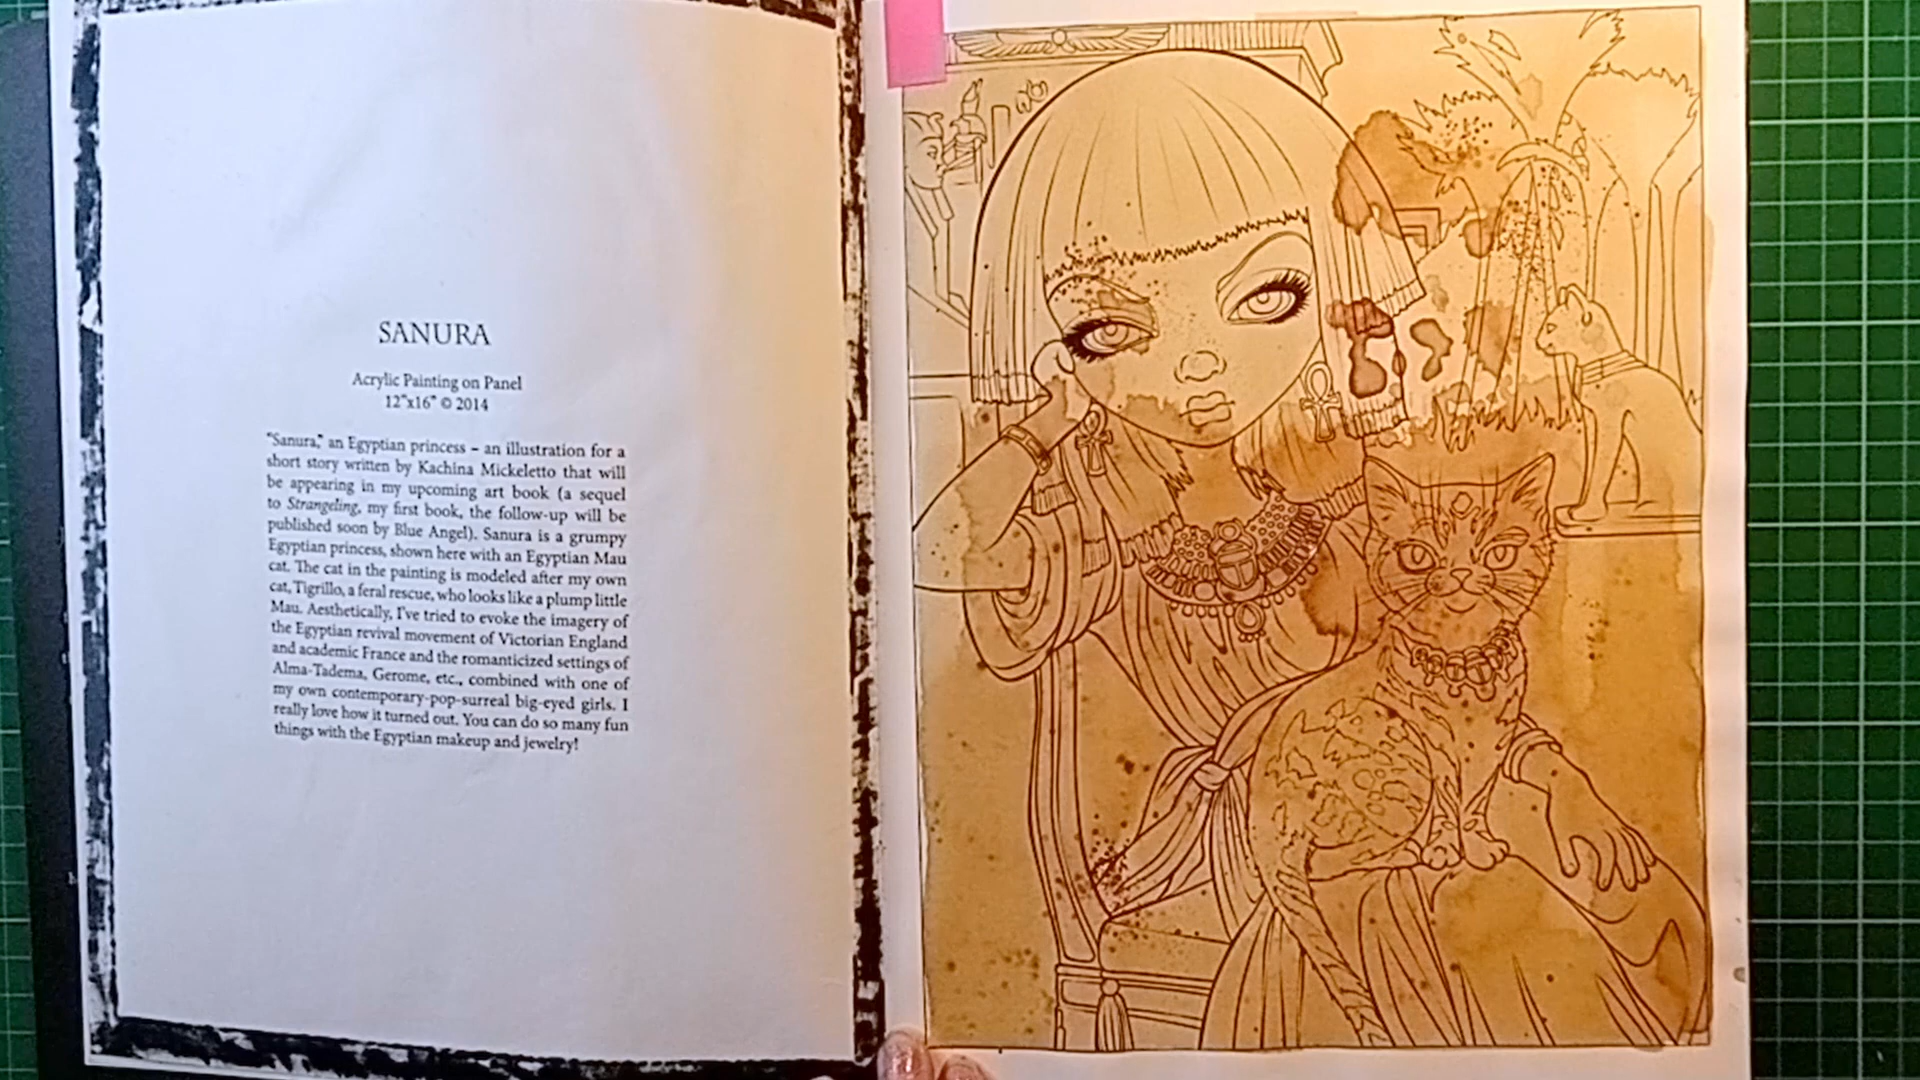 SANURA
Acrylic Painting on Panel
12"x16" © 2014
"Sanura," an Egyptian princess – an illustration for a
short story written by Kachina Mickeletto that will
be appearing in my upcoming art book (a sequel
to Strangeling, my first book, the follow-up will be
published soon by Blue Angel). Sanura is a grumpy
Egyptian princess, shown here with an Egyptian Mau
cat. The cat in the painting is modeled after my own
cat, Tigrillo, a feral rescue, who looks like a plump little
Mau. Aesthetically, I've tried to evoke the imagery of
the Egyptian revival movement of Victorian England
and academic France and the romanticized settings of
Alma-Tadema, Gerome, etc., combined with one of
my own contemporary-pop-surreal big-eyed girls. I
really love how it turned out. You can do so many fun
things with the Egyptian makeup and jewelry!